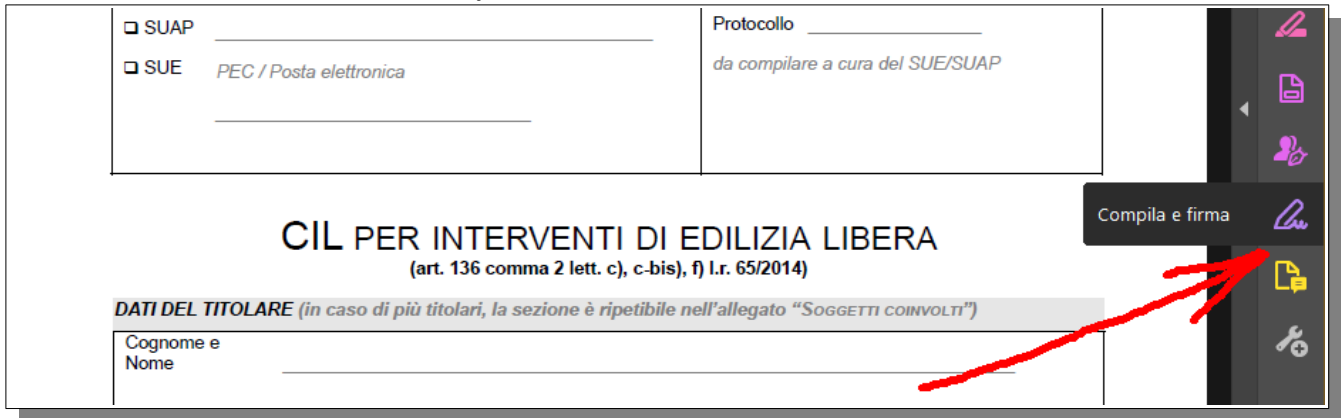 ❑ SUAP
Protocollo
❑ SUE
PEC / Posta elettronica
da compilare a cura del SUE/SUAP
Compila e firma
CIL PER INTERVENTI DI EDILIZIA LIBERA
(art. 136 comma 2 lett. c), c-bis), f) l.r. 65/2014)
DATI DEL TITOLARE (in caso di più titolari, la sezione è ripetibile nell'allegato “SOGGETTI COINVOLTI”)
Cognome e
Nome